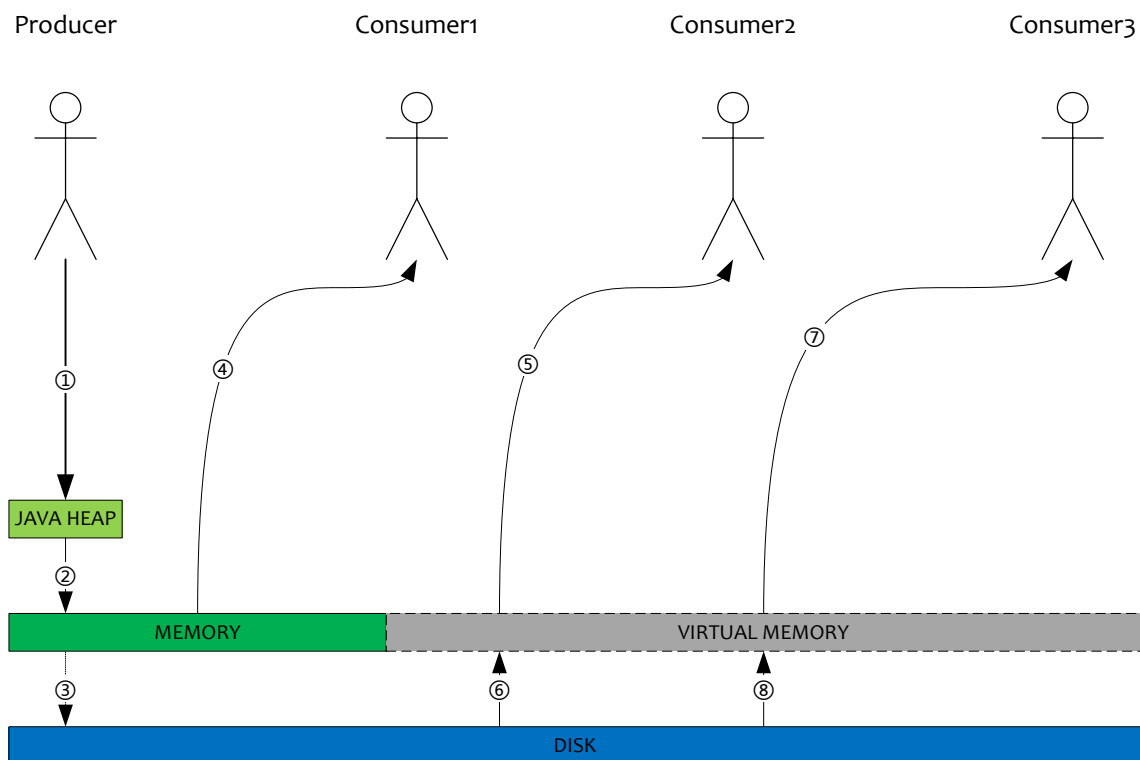 Producer Consumer1 Consumer2 Consumer3
④ ⑤ ⑦
①
JAVA HEAP
②
MEMORY VIRTUAL MEMORY
③ ⑥ ⑧
DISK